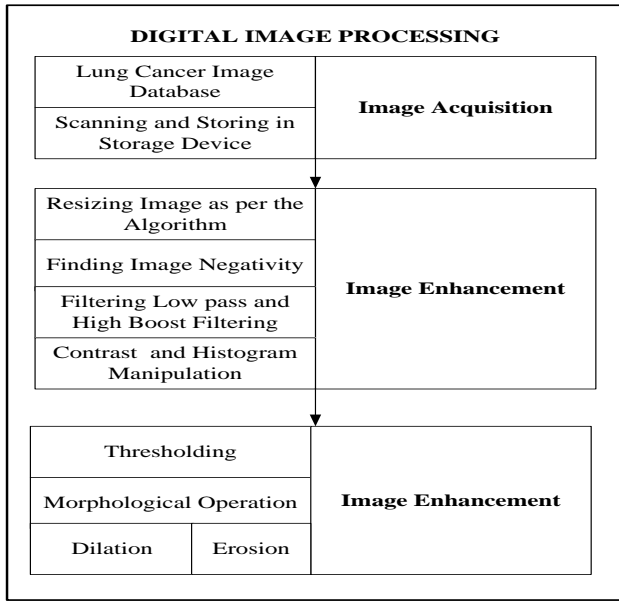 DIGITAL IMAGE PROCESSING
Lung Cancer Image
Database
Scanning and Storing in
Storage Device
Image Acquisition
Resizing Image as per the
Algorithm
Finding Image Negativity
Filtering Low pass and
High Boost Filtering
Contrast and Histogram
Manipulation
Image Enhancement
Thresholding
Morphological Operation
Dilation
Erosion
Image Enhancement